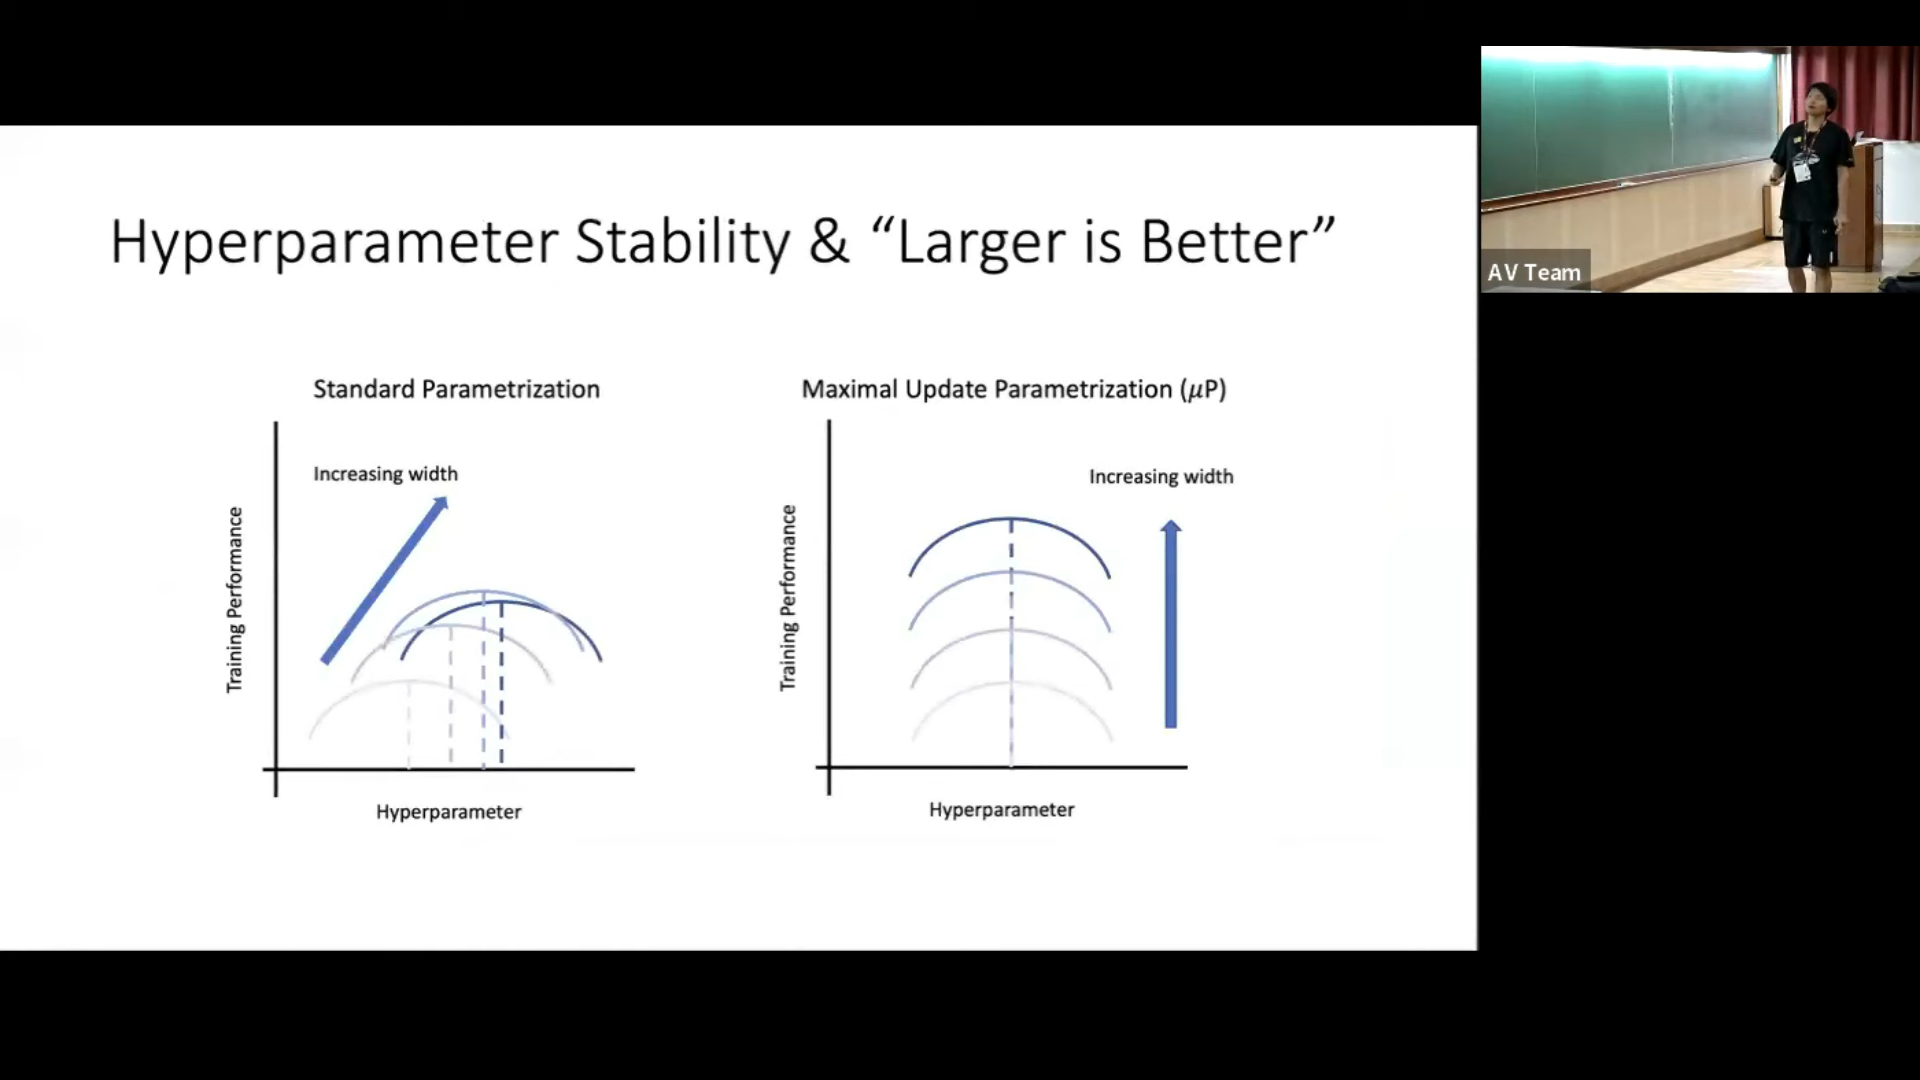 Hyperparameter Stability & “Larger is Better”
Standard Parametrization
Increasing width
Training Performance
Hyperparameter
Maximal Update Parametrization (μP)
Increasing width
Training Performance
Hyperparameter
AV Team